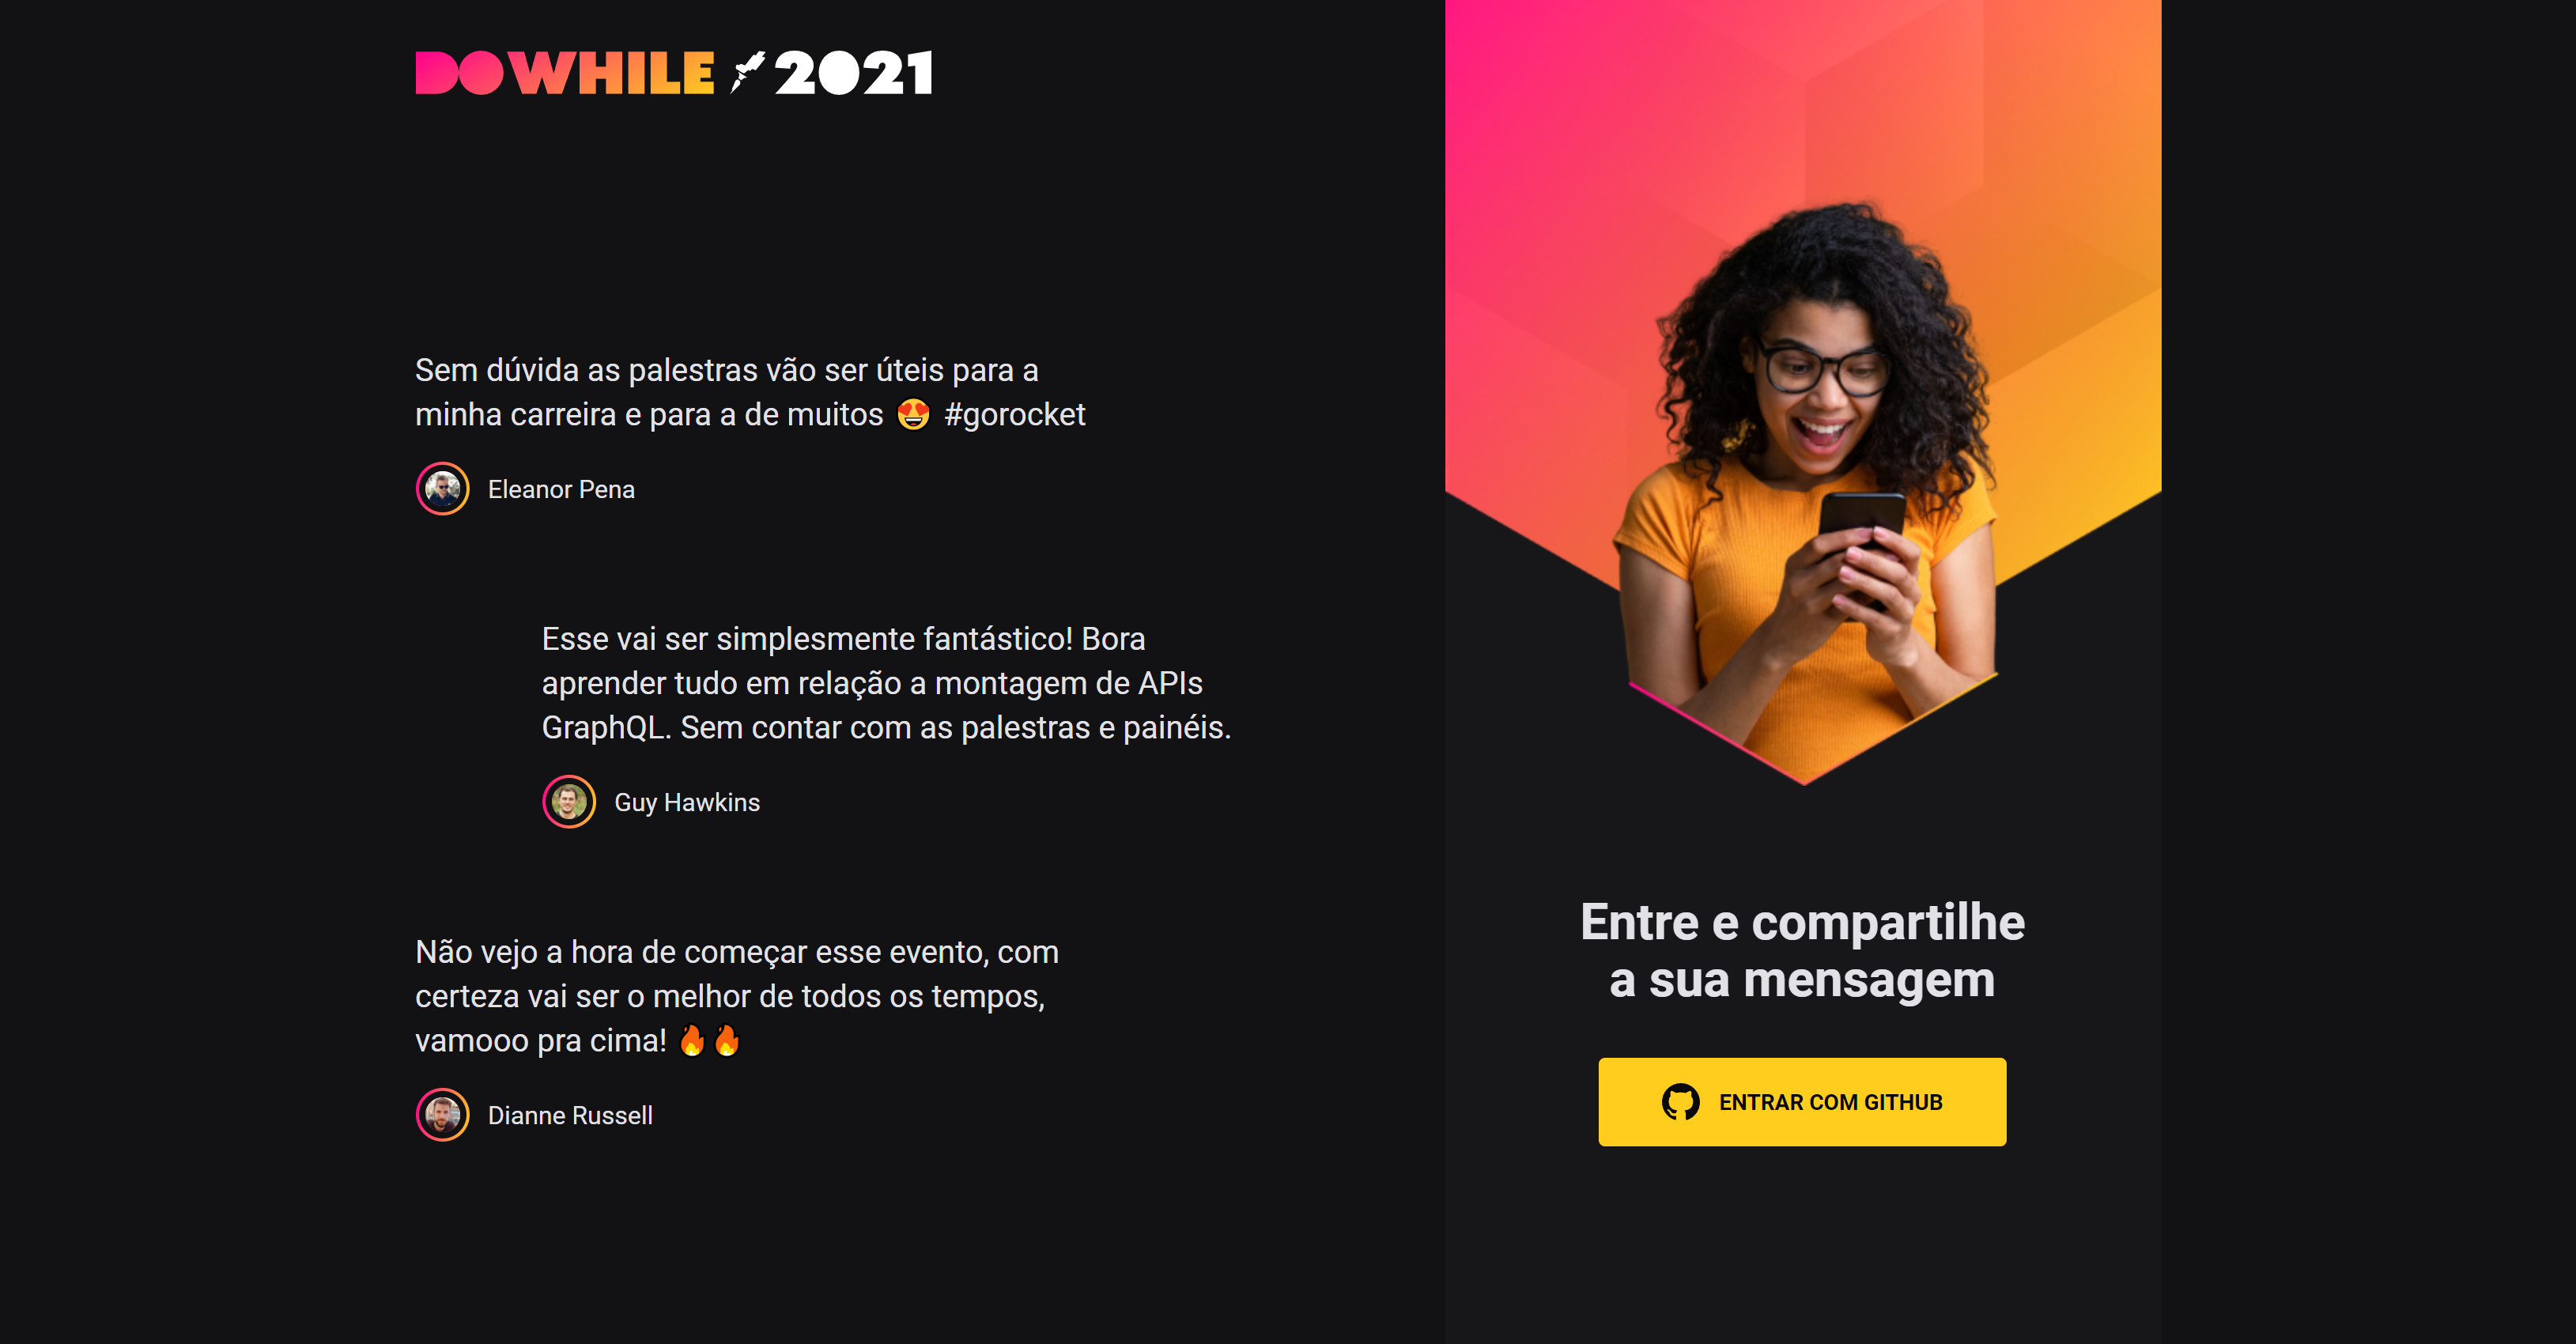 DOWHILE 2021
Sem dúvida as palestras vão ser úteis para a
minha carreira e para a de muitos 😍 #gorocket
Eleanor Pena
Esse vai ser simplesmente fantástico! Bora
aprender tudo em relação a montagem de APIs
GraphQL. Sem contar com as palestras e painéis.
Guy Hawkins
Não vejo a hora de começar esse evento, com
certeza vai ser o melhor de todos os tempos,
vamooo pra cima! 🔥🔥
Dianne Russell
Entre e compartilhe
a sua mensagem
ENTRAR COM GITHUB